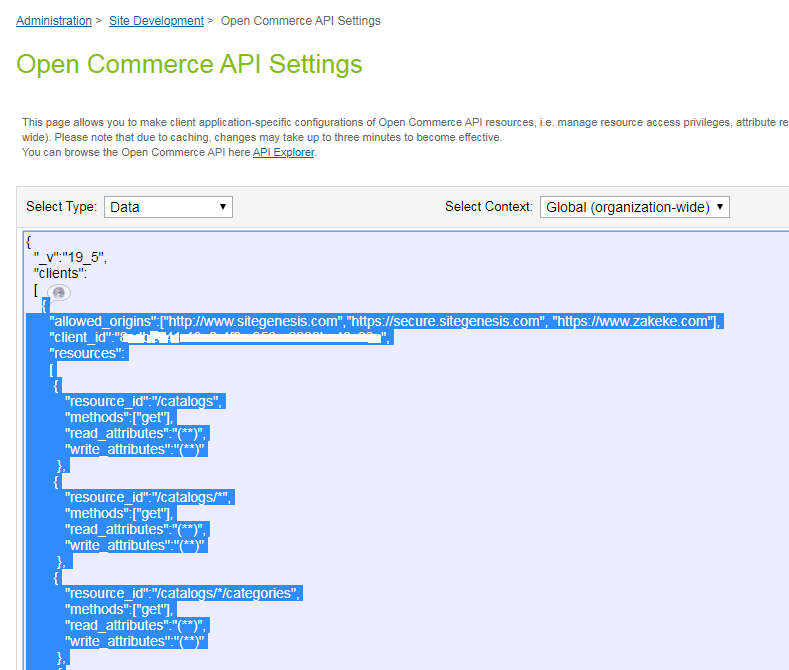 Administration > Site Development > Open Commerce API Settings
Open Commerce API Settings
This page allows you to make client application-specific configurations of Open Commerce API resources, i.e. manage resource access privileges, attribute re
wide). Please note that due to caching, changes may take up to three minutes to become effective.
You can browse the Open Commerce API here API Explorer.
Select Type: Data Select Context: Global (organization-wide)
{
"_v":"19_5",
"clients":
[
{
"allowed_origins":["http://www.sitegenesis.com","https://secure.sitegenesis.com", "https://www.zakeke.com"],
"client_id":"
"resources":
[
{
"resource_id":"/catalogs",
"methods":["get"],
"read_attributes":"(**)",
"write_attributes":"(**)"
},
{
"resource_id":"/catalogs/*",
"methods":["get"],
"read_attributes":"(**)",
"write_attributes":"(**)"
},
{
"resource_id":"/catalogs/*/categories",
"methods":["get"],
"read_attributes":"(**)",
"write_attributes":"(**)"
},